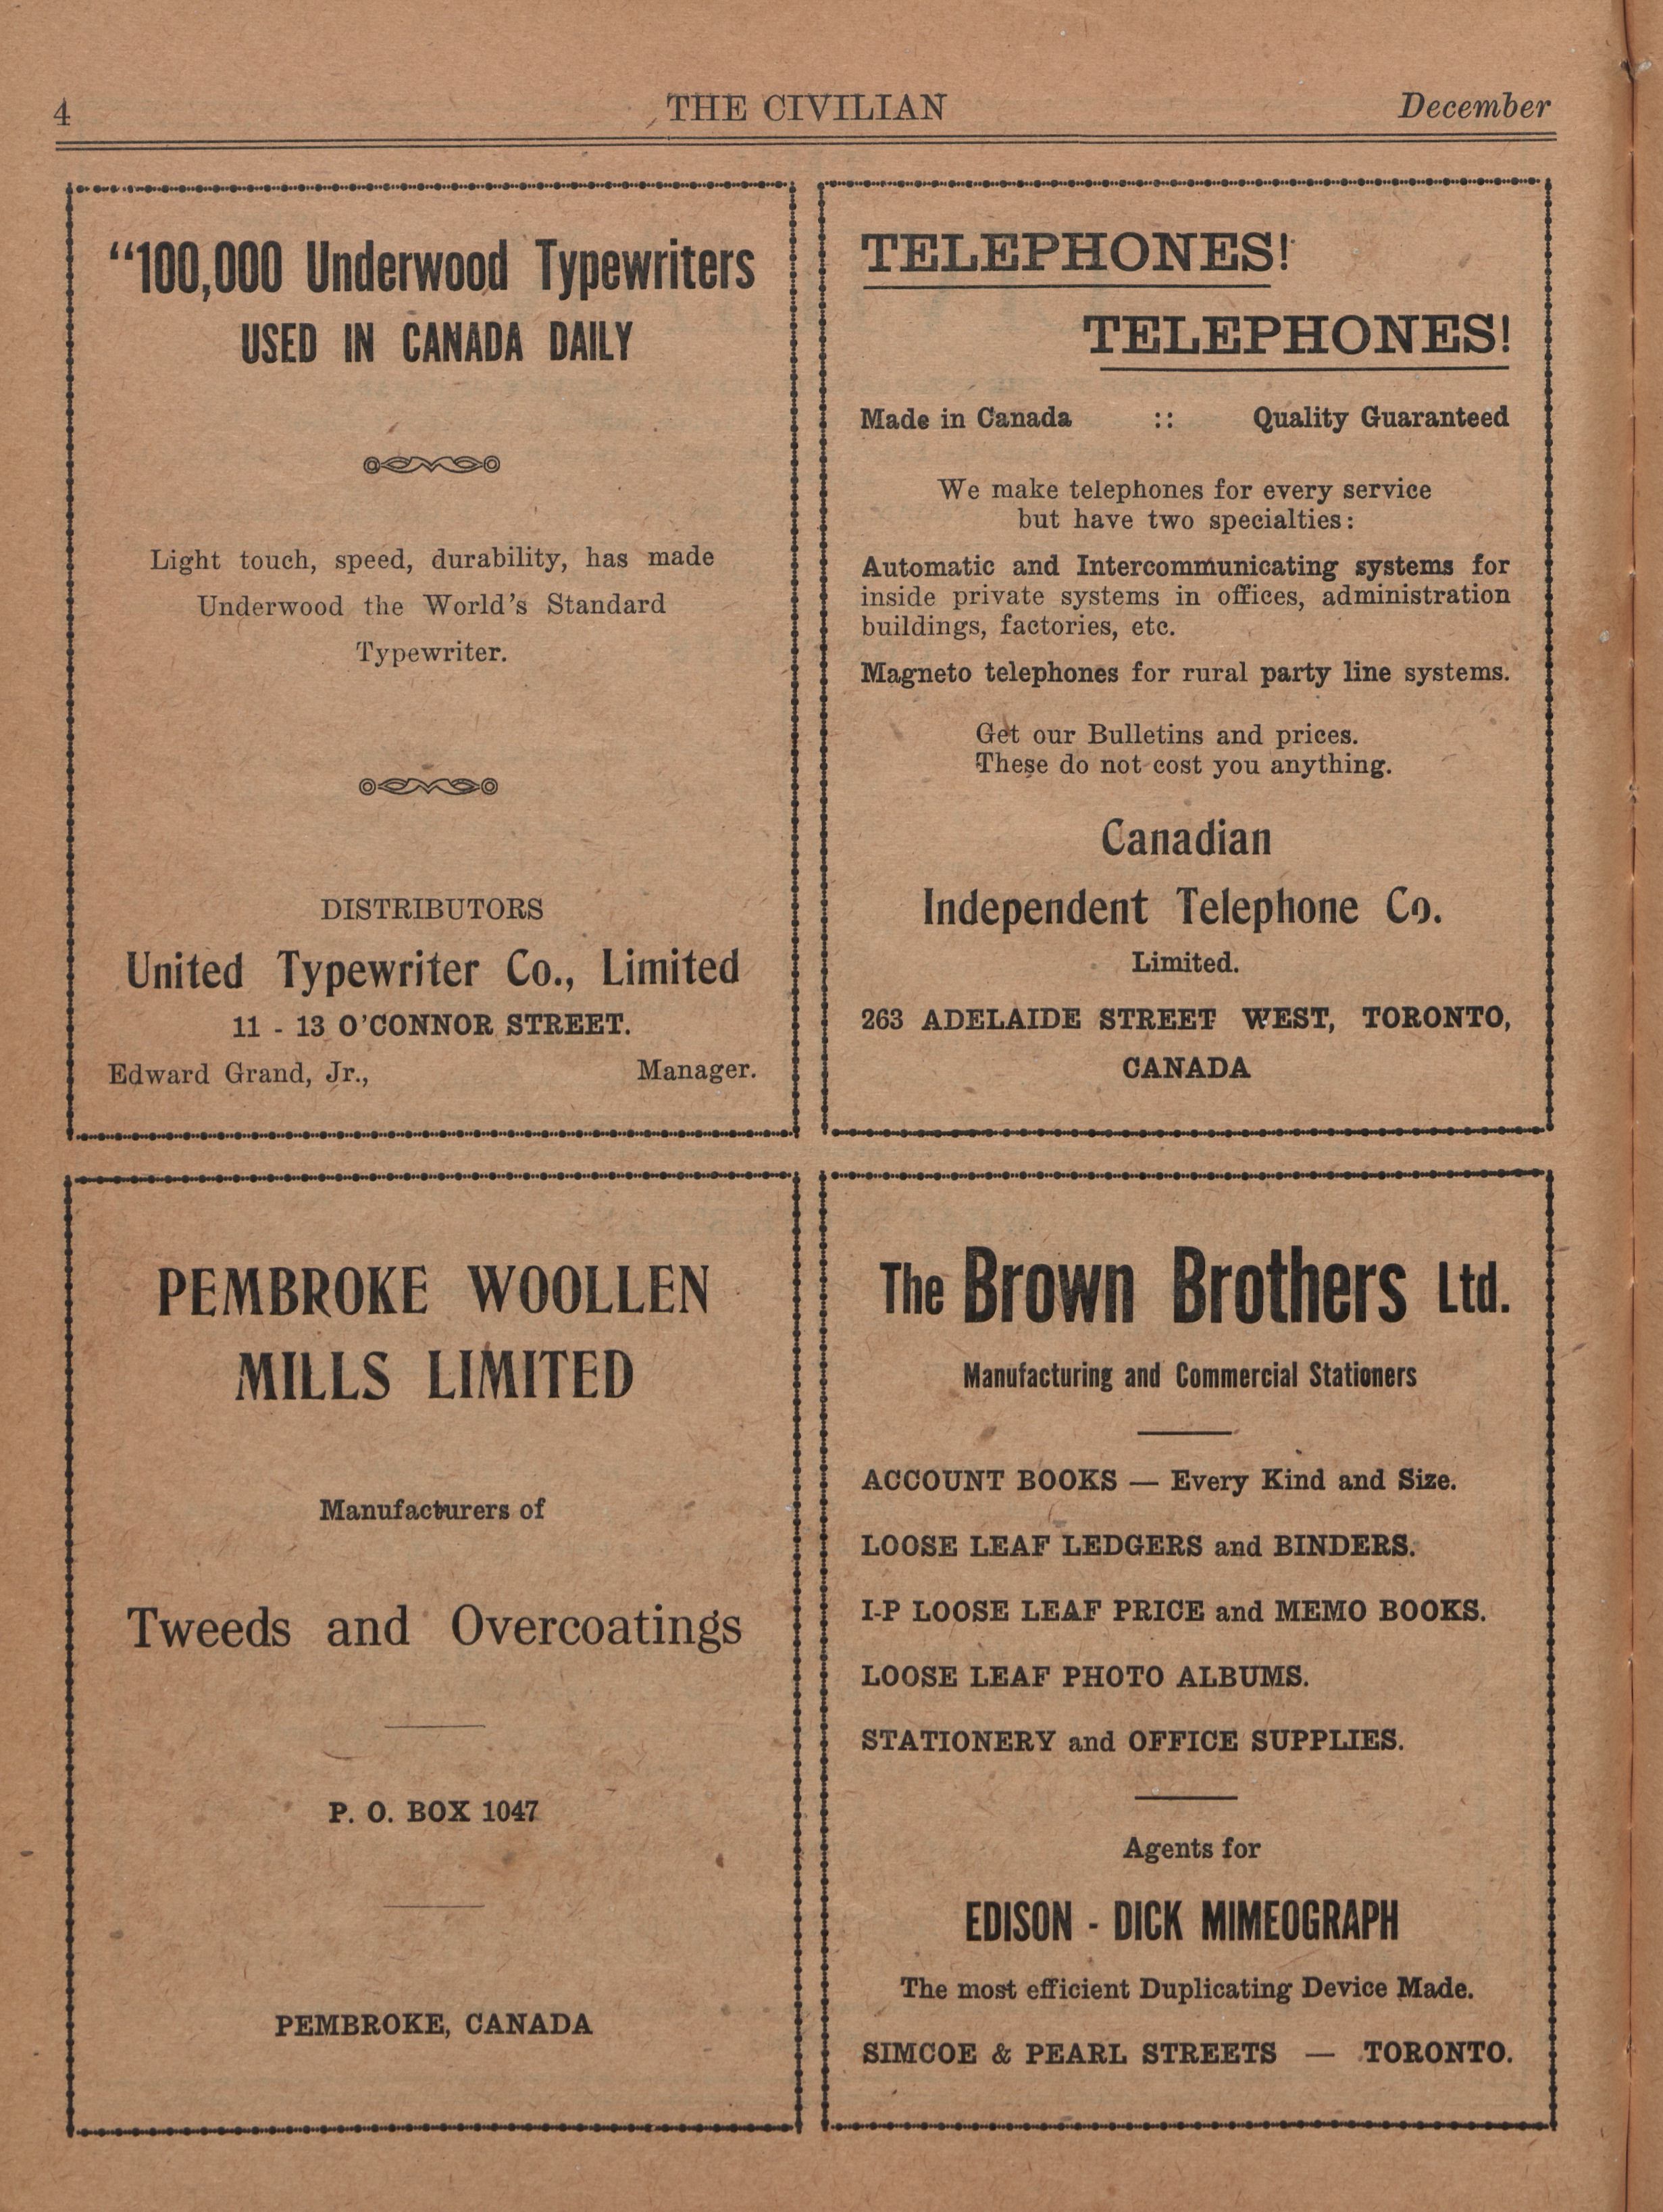 4
THE CIVILIAN
December
“100,000 Underwood Typewriters
USED IN CANADA DAILY
Light touch, speed, durability, has made
Underwood the World's Standard
Typewriter.
DISTRIBUTORS
United Typewriter Co., Limited
11 - 13 O'CONNOR STREET.
Edward Grand, Jr., Manager.
TELEPHONES!
TELEPHONES!
Made in Canada :: Quality Guaranteed
We make telephones for every service
but have two specialties:
Automatic and Intercommunicating systems for
inside private systems in offices, administration
buildings, factories, etc.
Magneto telephones for rural party line systems.
Get our Bulletins and prices.
These do not cost you anything.
Canadian
Independent Telephone Co.
Limited.
263 ADELAIDE STREET WEST, TORONTO,
CANADA
PEMBROKE WOOLLEN
MILLS LIMITED
Manufacturers of
Tweeds and Overcoatings
P. O. BOX 1047
PEMBROKE, CANADA
The Brown Brothers Ltd.
Manufacturing and Commercial Stationers
ACCOUNT BOOKS — Every Kind and Size.
LOOSE LEAF LEDGERS and BINDERS.
I-P LOOSE LEAF PRICE and MEMO BOOKS.
LOOSE LEAF PHOTO ALBUMS.
STATIONERY and OFFICE SUPPLIES.
Agents for
EDISON - DICK MIMEOGRAPH
The most efficient Duplicating Device Made.
SIMCOE & PEARL STREETS — TORONTO.